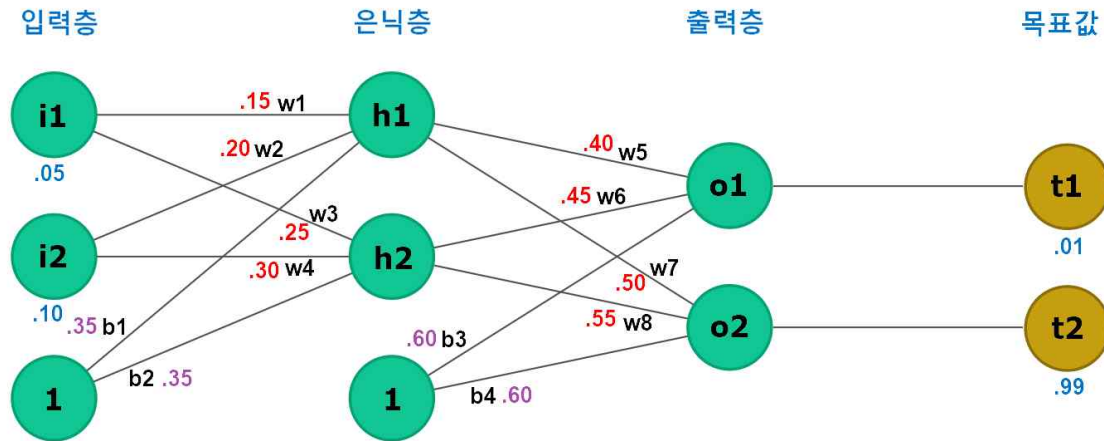 입력층 은닉층 출력층 목표값
i1 .15 w1 h1
.20 w2 .40 w5
.05 o1 t1
.45 w6
w3
.25 .01
i2 h2
.30 w4 w7
.10 .50
.35 b1 .55 w8 o2 t2
.60 b3
b2 .35 b4 .60 .99
1 1